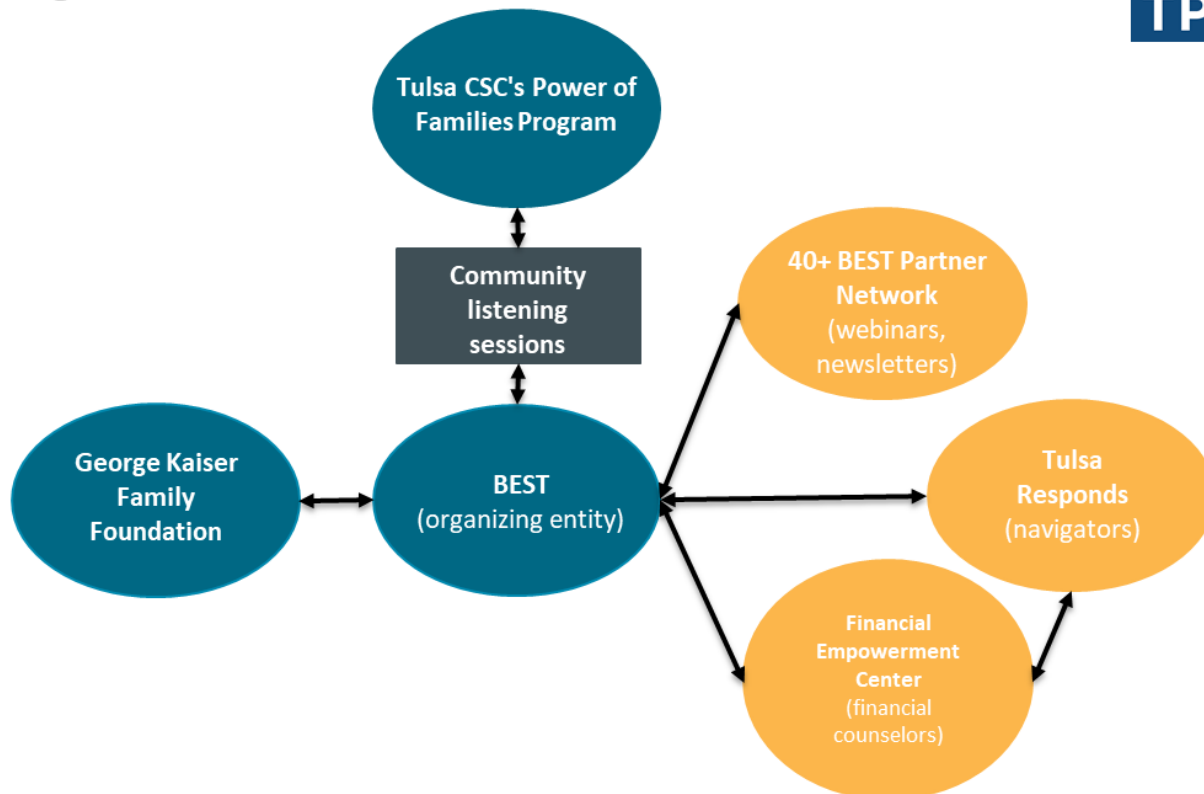 Tulsa CSC's Power of
Families Program
Community
listening
sessions
40+ BEST Partner
Network
(webinars,
newsletters)
George Kaiser
Family
Foundation
BEST
(organizing entity)
Tulsa
Responds
(navigators)
Financial
Empowerment
Center
(financial
counselors)